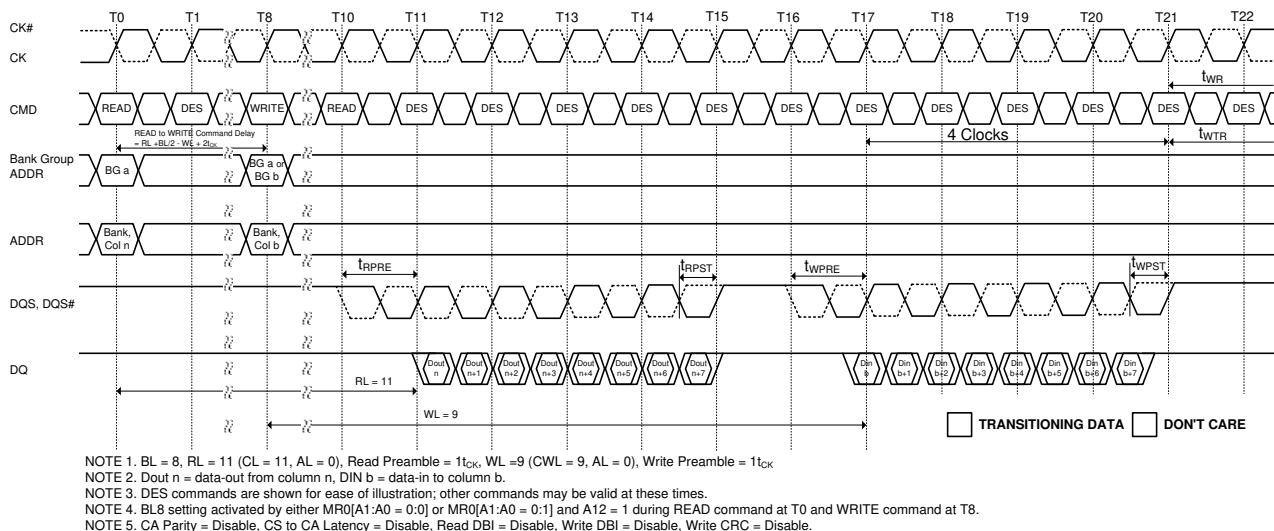 T0 T1 T8 T10 T11 T12 T13 T14 T15 T16 T17 T18 T19 T20 T21 T22
CK#
CK
tWR
CMD READ DES WRITE READ DES DES DES DES DES DES DES DES DES DES DES DES
READ to WRITE Command Delay
= RL +BL/2 - WL + 2tCK
4 Clocks
tWTR
Bank Group
ADDR
BG a
BG a or
BG b
ADDR
Bank,
Col n
Bank,
Col b
tRPRE tRPST tWPRE tWPST
DQS, DQS#
DQ
Dout
n
Dout
n+1
Dout
n+2
Dout
n+3
Dout
n+4
Dout
n+5
Dout
n+6
Dout
n+7
Din
b
Din
b+1
Din
b+2
Din
b+3
Din
b+4
Din
b+5
Din
b+6
Din
b+7
RL = 11
WL = 9
TRANSITIONING DATA DON'T CARE
NOTE 1. BL = 8, RL = 11 (CL = 11, AL = 0), Read Preamble = 1tCK, WL =9 (CWL = 9, AL = 0), Write Preamble = 1tCK
NOTE 2. Dout n = data-out from column n, DIN b = data-in to column b.
NOTE 3. DES commands are shown for ease of illustration; other commands may be valid at these times.
NOTE 4. BL8 setting activated by either MR0[A1:A0 = 0:0] or MR0[A1:A0 = 0:1] and A12 = 1 during READ command at T0 and WRITE command at T8.
NOTE 5. CA Parity = Disable, CS to CA Latency = Disable, Read DBI = Disable, Write DBI = Disable, Write CRC = Disable.